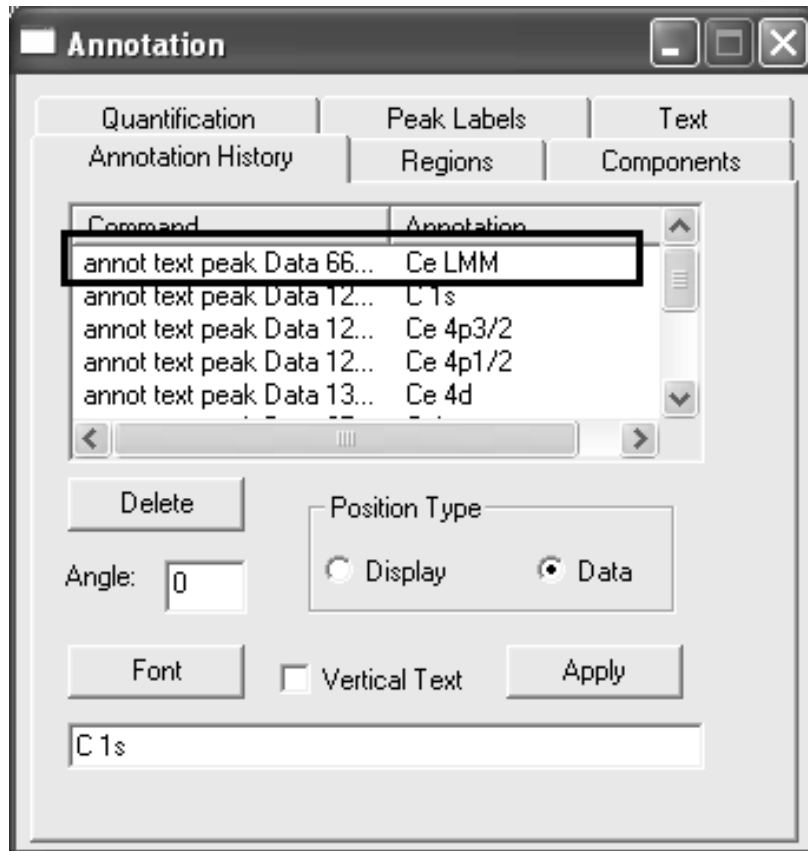 Annotation
Quantification Peak Labels Text
Annotation History Regions Components
Command Annotation
annot text peak Data 66... Ce LMM
annot text peak Data 12... C 1s
annot text peak Data 12... Ce 4p3/2
annot text peak Data 12... Ce 4p1/2
annot text peak Data 13... Ce 4d
Delete
Position Type
Angle: 0 Display Data
Font Vertical Text Apply
C 1s